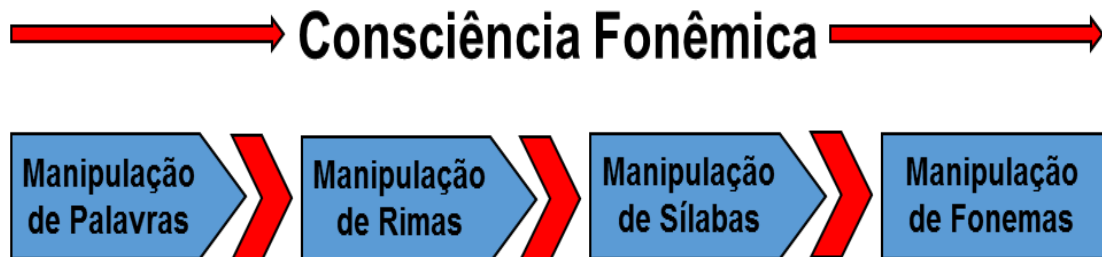 Consciência Fonêmica
Manipulação
de Palavras
Manipulação
de Rimas
Manipulação
de Sílabas
Manipulação
de Fonemas